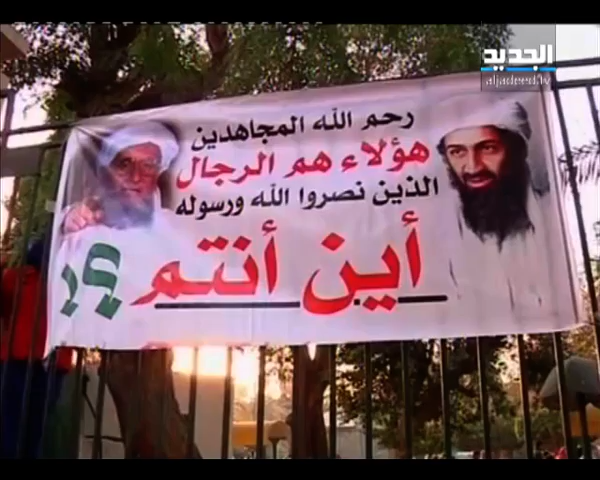 الجديد
aljadeed.tv
رحم الله المجاهدين
هؤلاء هم الرجال
الذين نصروا الله ورسوله
أين أنتم
؟؟